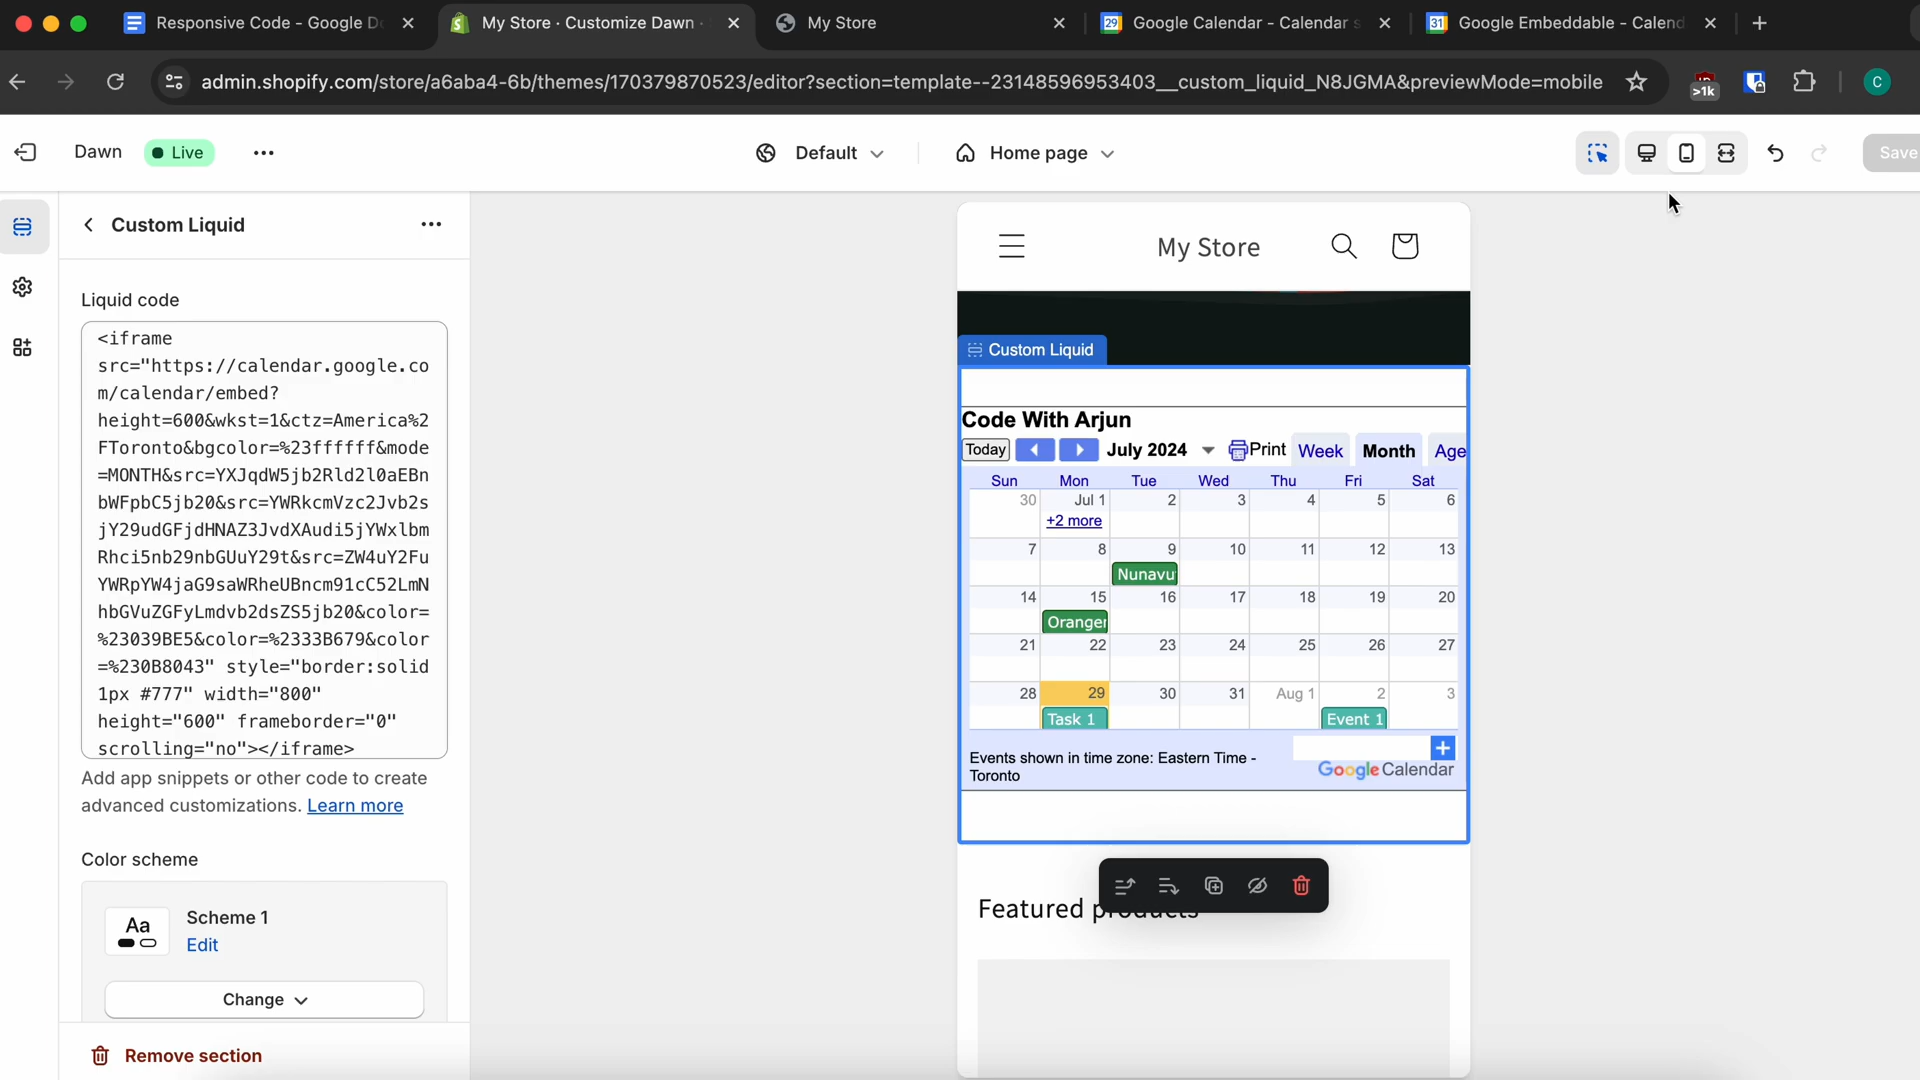 Responsive Code - Google D
My Store · Customize Dawn ·
My Store
29
Google Calendar - Calendar s
31
Google Embeddable - Calend
admin.shopify.com/store/a6aba4-6b/themes/170379870523/editor?section=template--23148596953403__custom_liquid_N8JGMA&previewMode=mobile
>1k
C
Dawn
Live
Default
Home page
Save
Custom Liquid
Liquid code
<iframe
src="https://calendar.google.co
m/calendar/embed?
height=600&wkst=1&ctz=America%2
FToronto&bgcolor=%23ffffff&mode
=MONTH&src=YXJqdW5jb2Rld2l0aEBn
bWFpbC5jb20&src=YWRkcmVzc2Jvb2s
jY29udGFjdHNAZ3JvdXAudi5jYWxlbm
Rhci5nb29nbGUuY29t&src=ZW4uY2Fu
YWRpYW4jaG9saWRheUBncm91cC52LmN
hbGVuZGFyLmdvb2dsZS5jb20&color=
%23039BE5&color=%2333B679&color
=%230B8043" style="border:solid
1px #777" width="800"
height="600" frameborder="0"
scrolling="no"></iframe>
Add app snippets or other code to create
advanced customizations. Learn more
Color scheme
Aa
Scheme 1
Edit
Change
Remove section
My Store
Custom Liquid
Code With Arjun
Today July 2024 Print Week Month Age
Sun Mon Tue Wed Thu Fri Sat
30 Jul 1 2 3 4 5 6
+2 more
7 8 9 10 11 12 13
Nunavu
14 15 16 17 18 19 20
Oranger
21 22 23 24 25 26 27
28 29 30 31 Aug 1 2 3
Task 1 Event 1
Events shown in time zone: Eastern Time -
Toronto
Google Calendar
Featured products